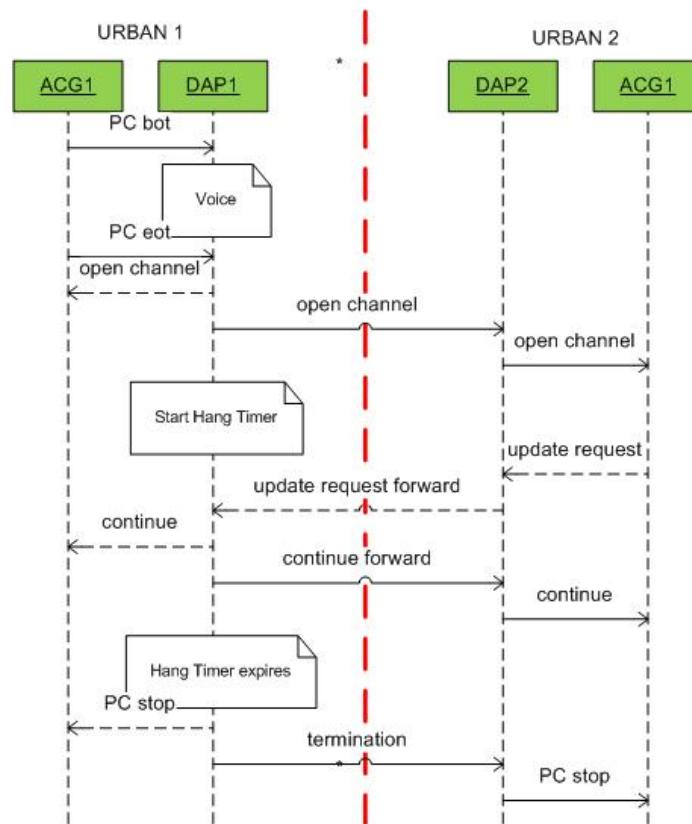 URBAN 1
URBAN 2
*
ACG1
DAP1
DAP2
ACG1
PC bot
Voice
PC eot
open channel
open channel
open channel
Start Hang Timer
update request
update request forward
continue
continue forward
continue
Hang Timer expires
PC stop
termination
*
PC stop